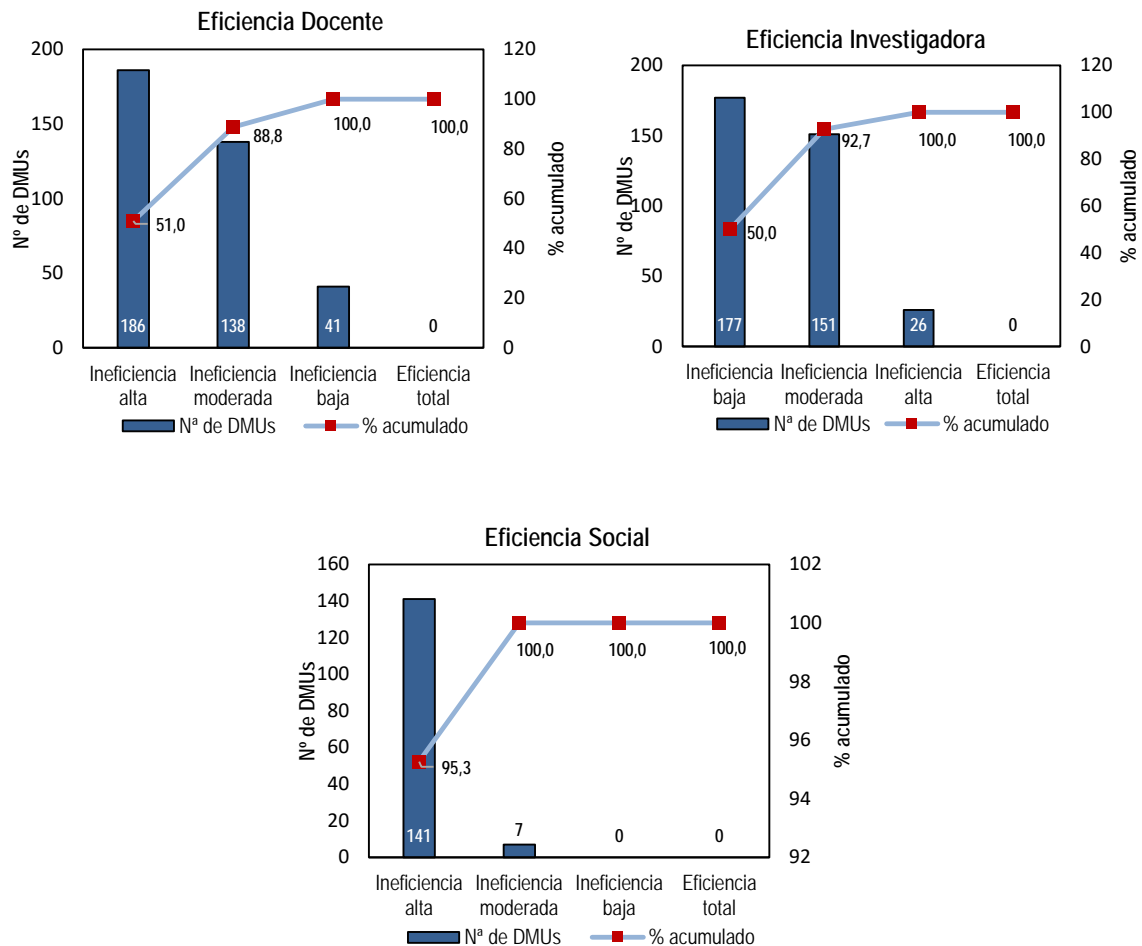 Eficiencia Docente
200
150
100
50
0
120
100
80
60
40
20
0
Nº de DMUs
% acumulado
51,0
88,8
100,0
100,0
186
138
41
0
Ineficiencia alta
Ineficiencia moderada
Ineficiencia baja
Eficiencia total
Nª de DMUs
% acumulado
Eficiencia Investigadora
200
150
100
50
0
120
100
80
60
40
20
0
Nº de DMUs
% acumulado
50,0
92,7
100,0
100,0
177
151
26
0
Ineficiencia baja
Ineficiencia moderada
Ineficiencia alta
Eficiencia total
Nª de DMUs
% acumulado
Eficiencia Social
160
140
120
100
80
60
40
20
0
102
100
98
96
94
92
Nº de DMUs
% acumulado
95,3
100,0
100,0
100,0
141
7
0
0
Ineficiencia alta
Ineficiencia moderada
Ineficiencia baja
Eficiencia total
Nª de DMUs
% acumulado